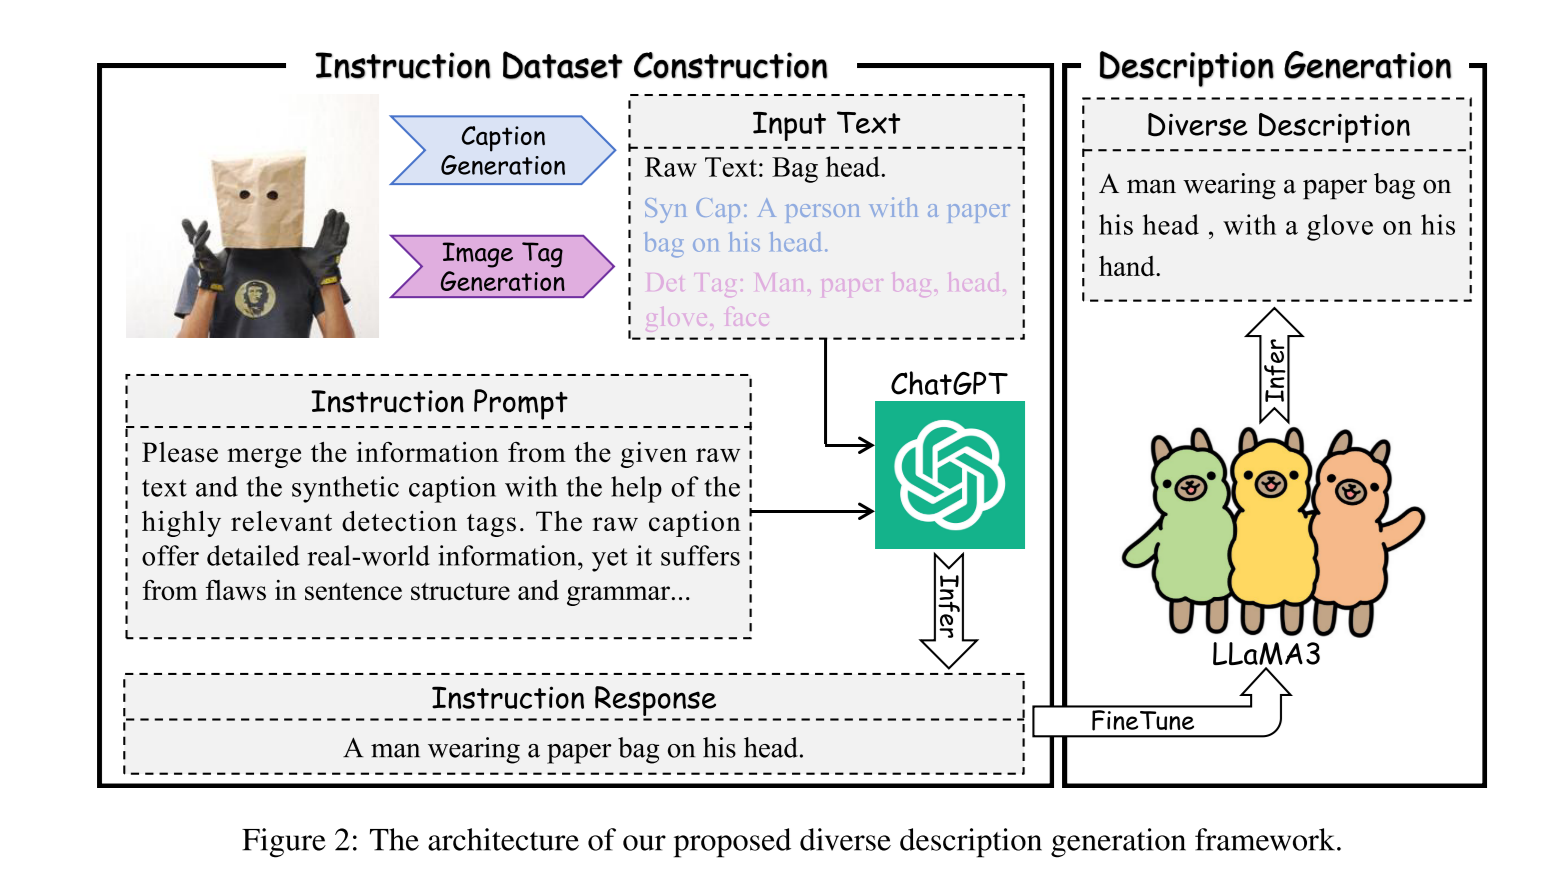 Instruction Dataset Construction
Caption
Generation
Image Tag
Generation
Input Text
Raw Text: Bag head.
Syn Cap: A person with a paper
bag on his head.
Det Tag: Man, paper bag, head,
glove, face
Instruction Prompt
Please merge the information from the given raw
text and the synthetic caption with the help of the
highly relevant detection tags. The raw caption
offer detailed real-world information, yet it suffers
from flaws in sentence structure and grammar...
ChatGPT
Infer
Instruction Response
A man wearing a paper bag on his head.
Description Generation
Diverse Description
A man wearing a paper bag on
his head , with a glove on his
hand.
Infer
LLaMA3
FineTune
Figure 2: The architecture of our proposed diverse description generation framework.